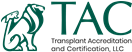 TAC
Transplant Accreditation
and Certification, LLC